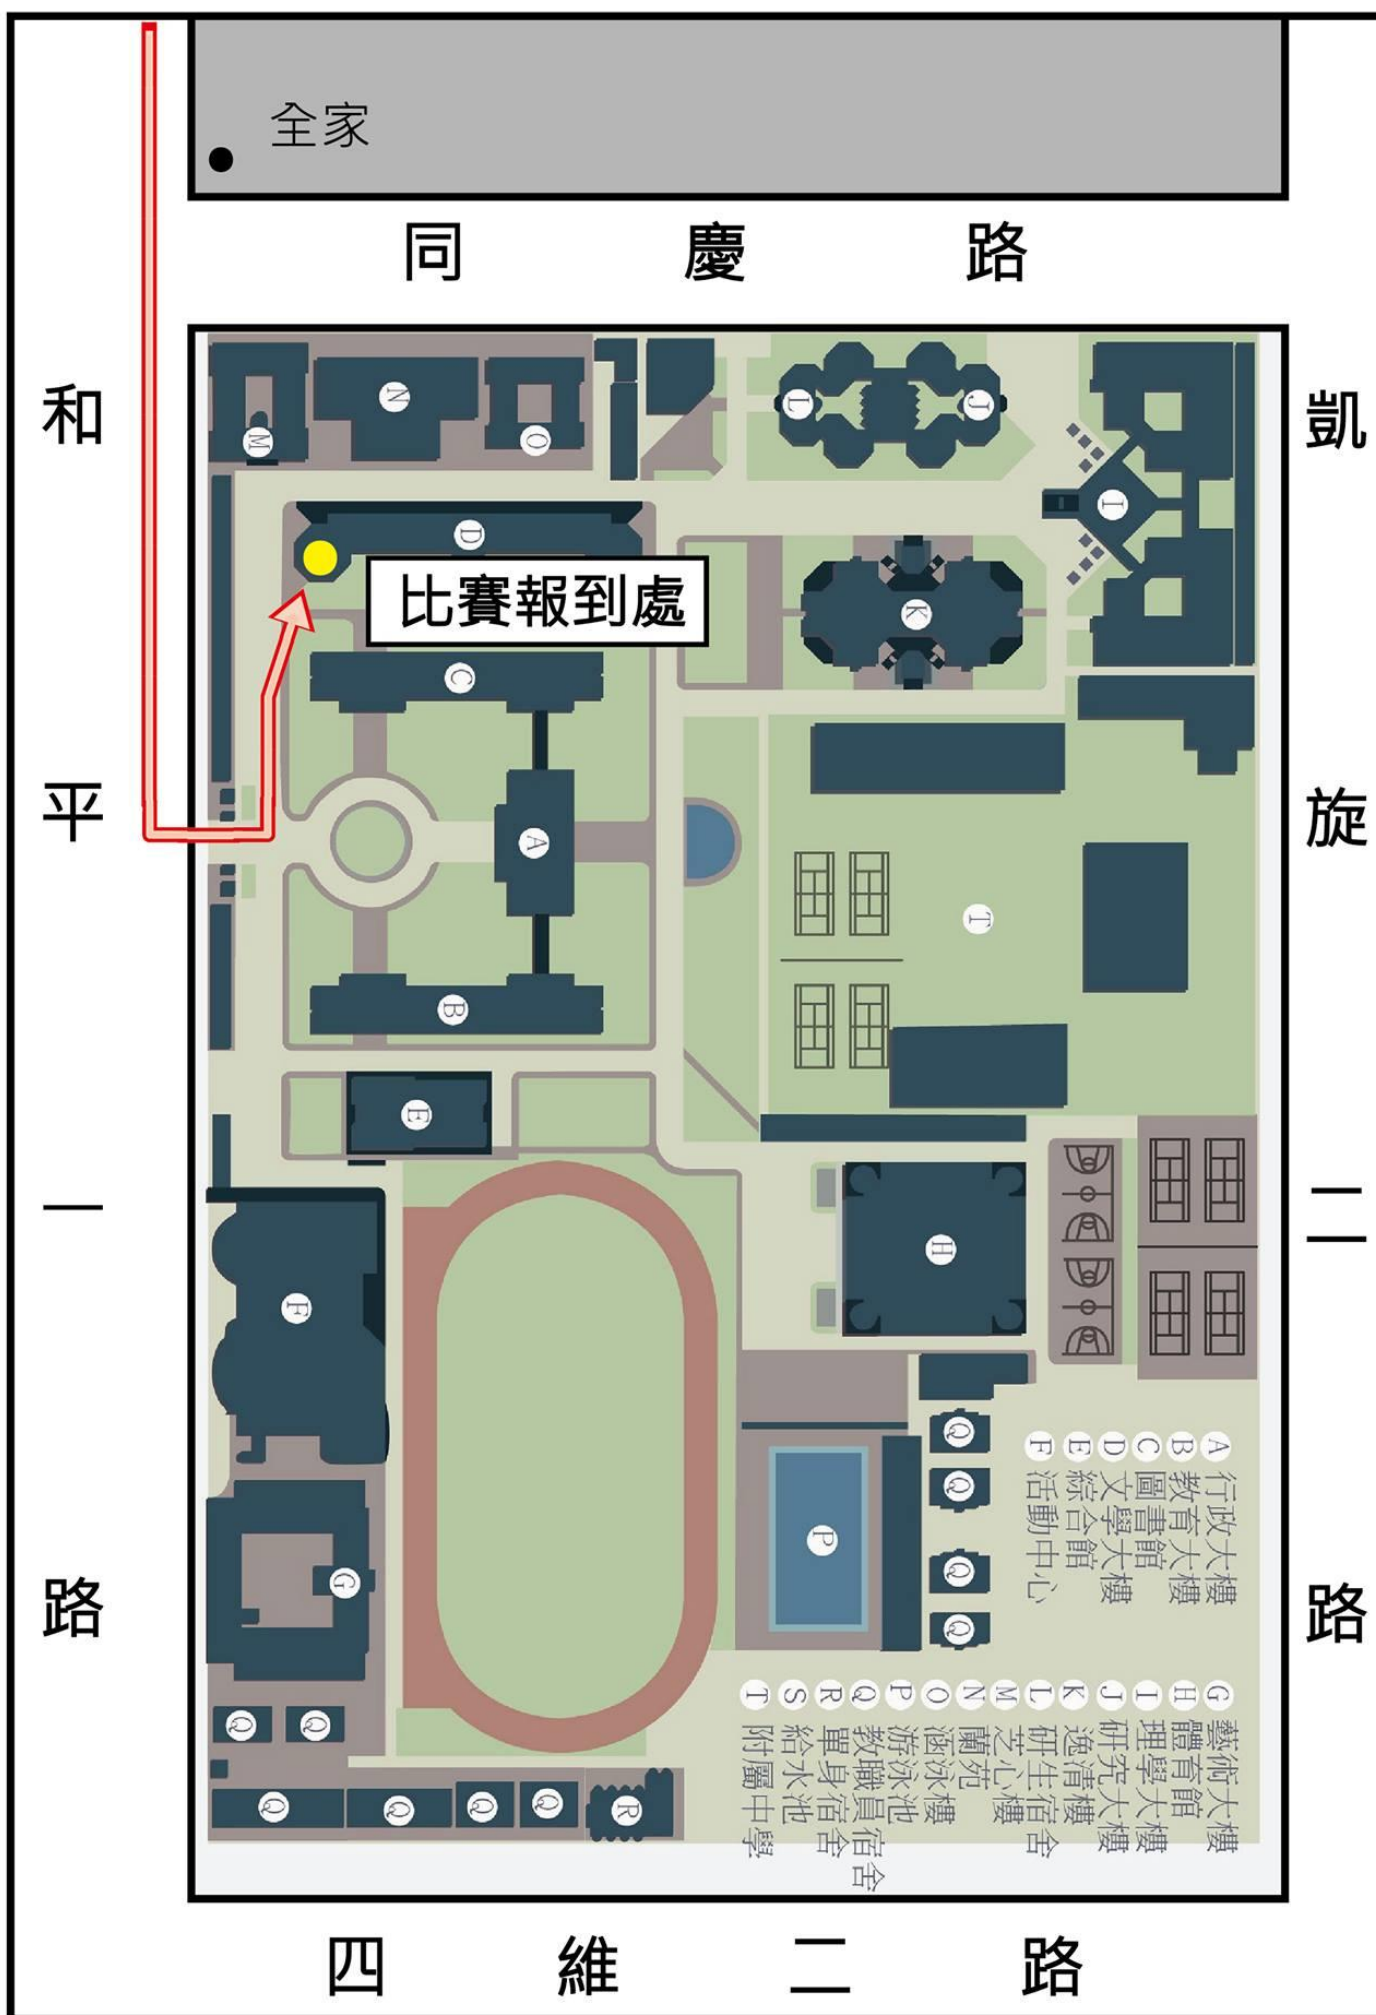 全家
同慶路
和平一路
凱旋二路
M
N
O
L
J
I
D
比賽報到處
K
C
A
T
B
E
H
F
G
P
Q
Q
Q
Q
Q
Q
Q
Q
Q
Q
R
A 行政大樓
B 教育大樓
C 圖書館
D 文學大樓
E 綜合館
F 活動中心
G 藝術大樓
H 體育館
I 理學大樓
J 研究大樓
K 逸清樓
L 研生宿舍
M 芝心樓
N 蘭苑
O 涵泳樓
P 游泳池
Q 教職員宿舍
R 單身宿舍
S 給水池
T 附屬中學
四維二路